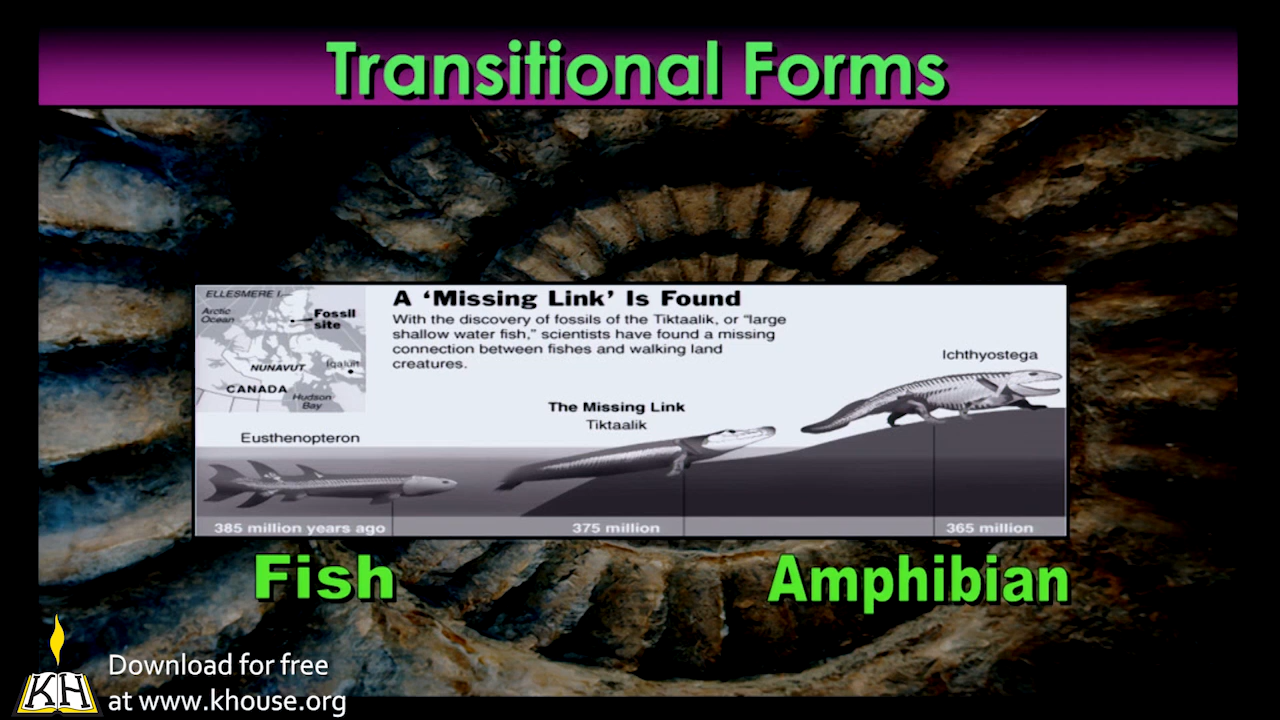 Transitional Forms
ELLESMERE I.
Arctic
Ocean
Fossil
site
NUNAVUT
Iqaluit
CANADA
Hudson
Bay
A ‘Missing Link’ Is Found
With the discovery of fossils of the Tiktaalik, or “large
shallow water fish,” scientists have found a missing
connection between fishes and walking land
creatures.
Ichthyostega
The Missing Link
Tiktaalik
Eusthenopteron
385 million years ago
375 million
365 million
Fish
Amphibian
KH
Download for free
at www.khouse.org